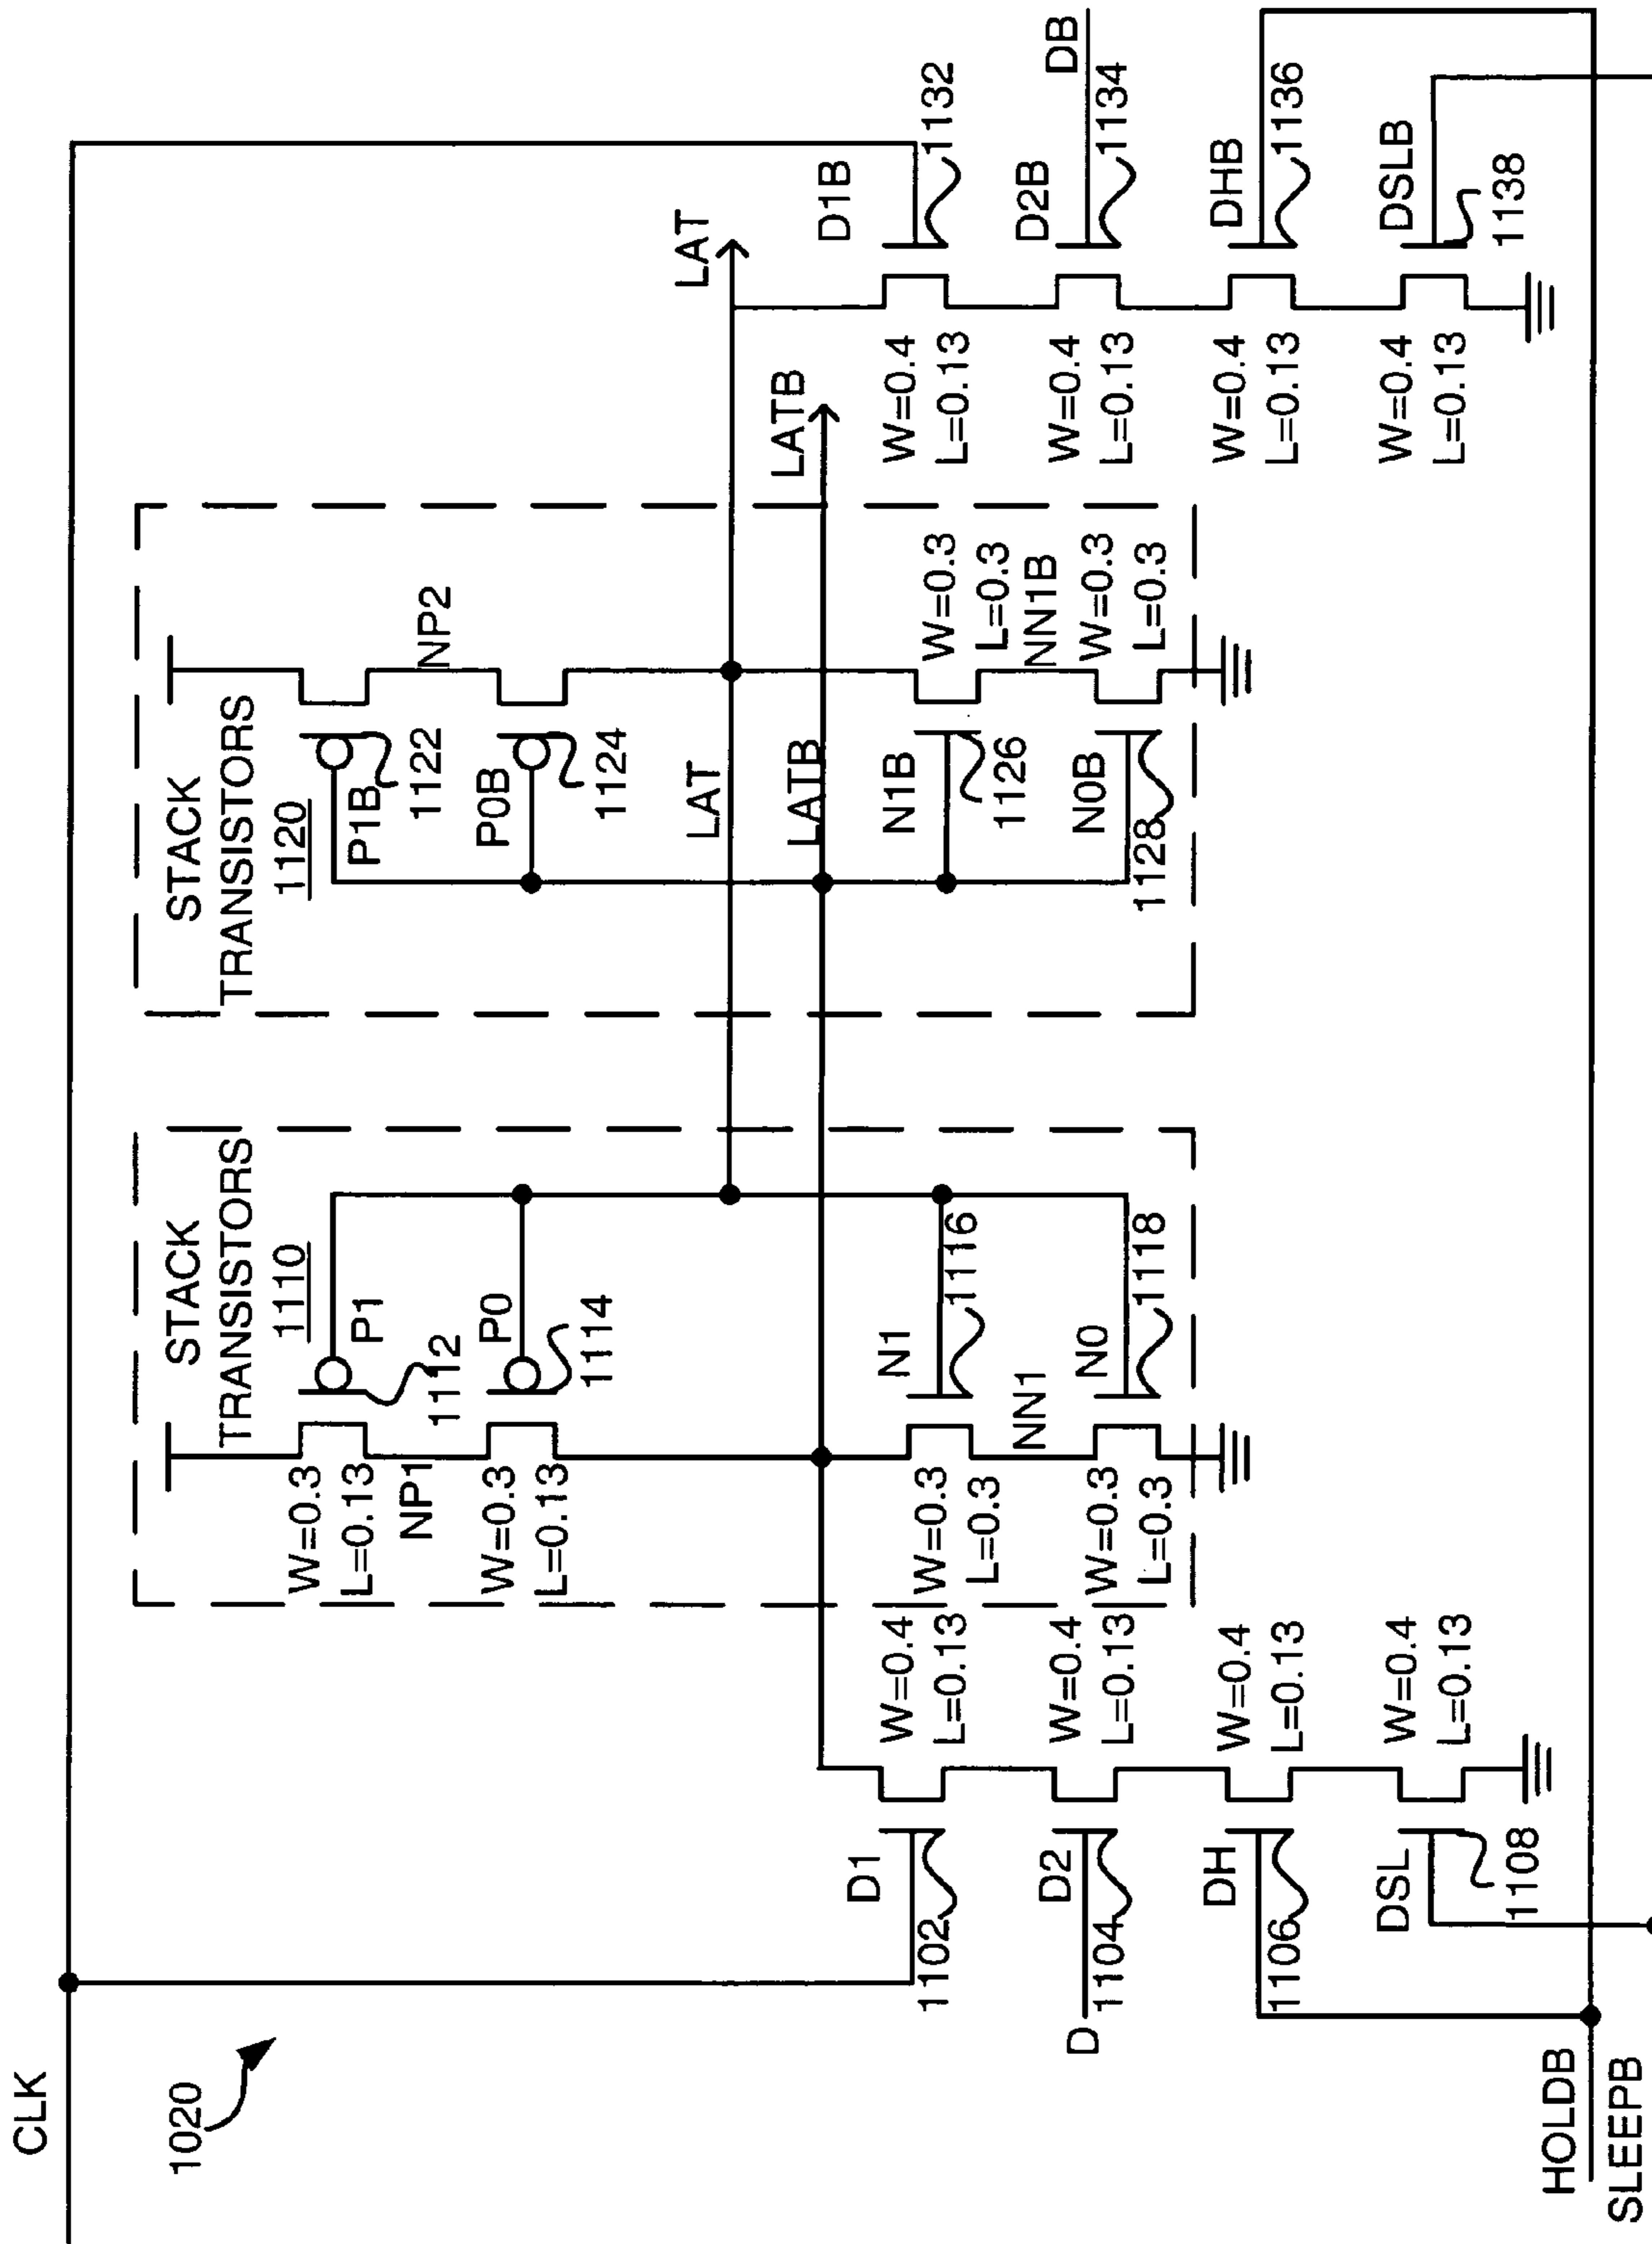 CLK
1020
STACK
TRANSISTORS
1110
P1
1112
W=0.3
L=0.13
NP1
P0
1114
W=0.3
L=0.13
N1
1116
W=0.3
L=0.3
NN1
N0
1118
W=0.3
L=0.3
STACK
TRANSISTORS
1120
P1B
1122
NP2
P0B
1124
LAT
LATB
N1B
1126
W=0.3
L=0.3
NN1B
N0B
1128
W=0.3
L=0.3
LAT
LATB
D1
1102
W=0.4
L=0.13
D
D2
1104
W=0.4
L=0.13
DH
1106
W=0.4
L=0.13
DSL
1108
W=0.4
L=0.13
D1B
1132
W=0.4
L=0.13
D2B
DB
1134
W=0.4
L=0.13
DHB
1136
W=0.4
L=0.13
DSLB
1138
W=0.4
L=0.13
HOLDB
SLEEPB